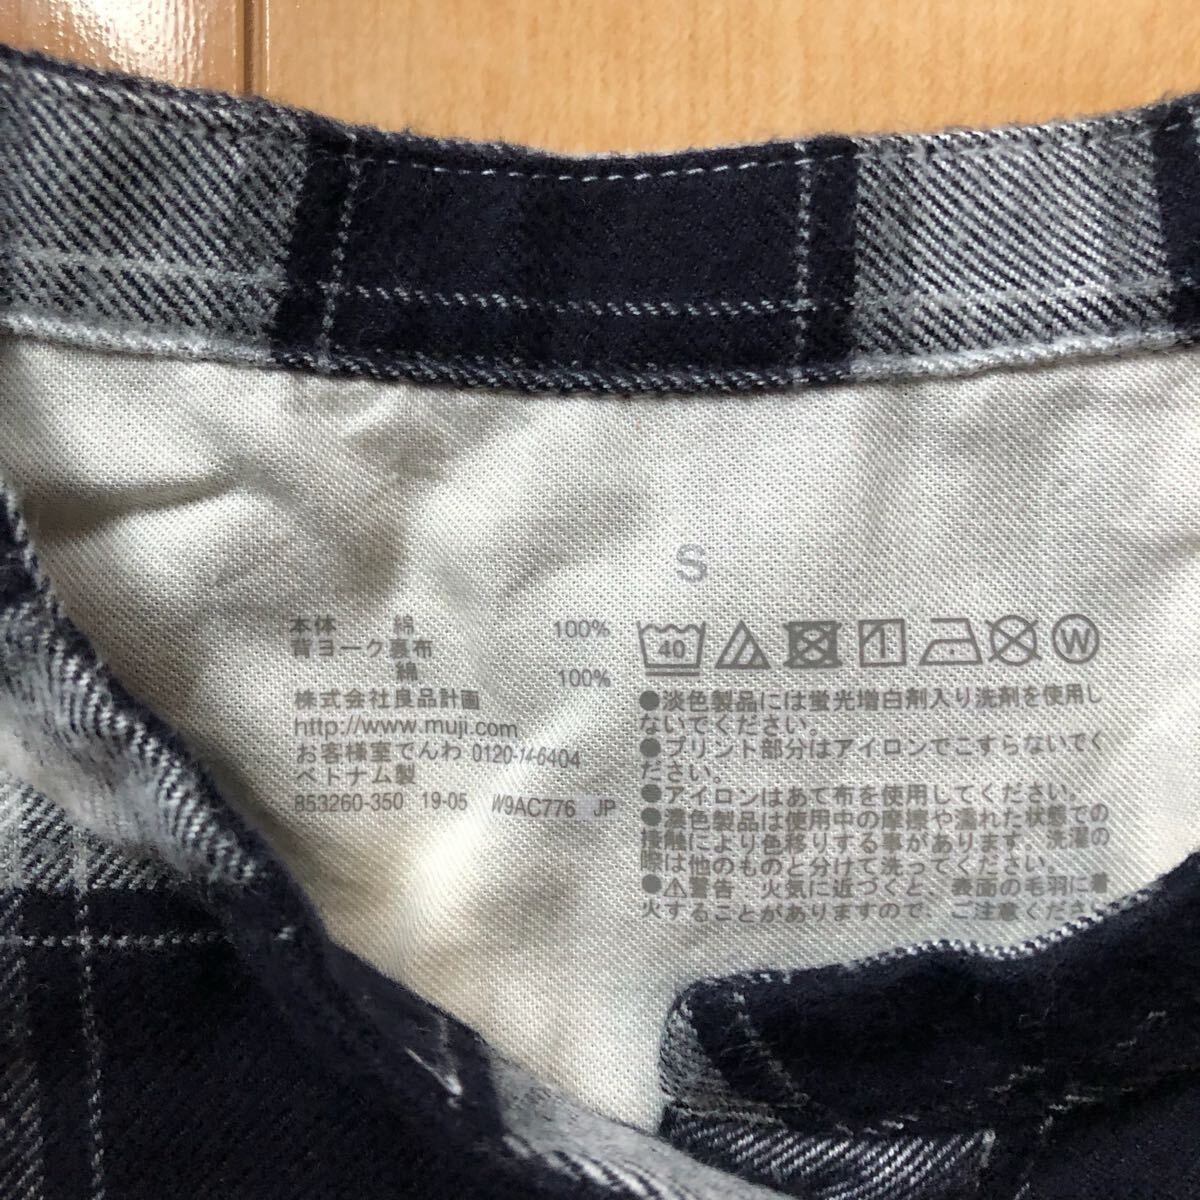 S
本体 綿 100%
背ヨーク裏布
綿 100%
株式会社良品計画
http://www.muji.com
お客様室でんわ 0120-14-6404
ベトナム製
853260-350 19-05 W9AC776 JP
40 W
●淡色製品には蛍光増白剤入り洗剤を使用し
ないでください。
●プリント部分はアイロンでこすらないでく
ださい。
●アイロンはあて布を使用してください。
●濃色製品は使用中の摩擦や濡れた状態での
接触により色移りする事があります。洗濯の
際は他のものと分けて洗ってください。
●⚠警告 火気に近づくと、表面の毛羽に着
火することがありますので、ご注意くださ